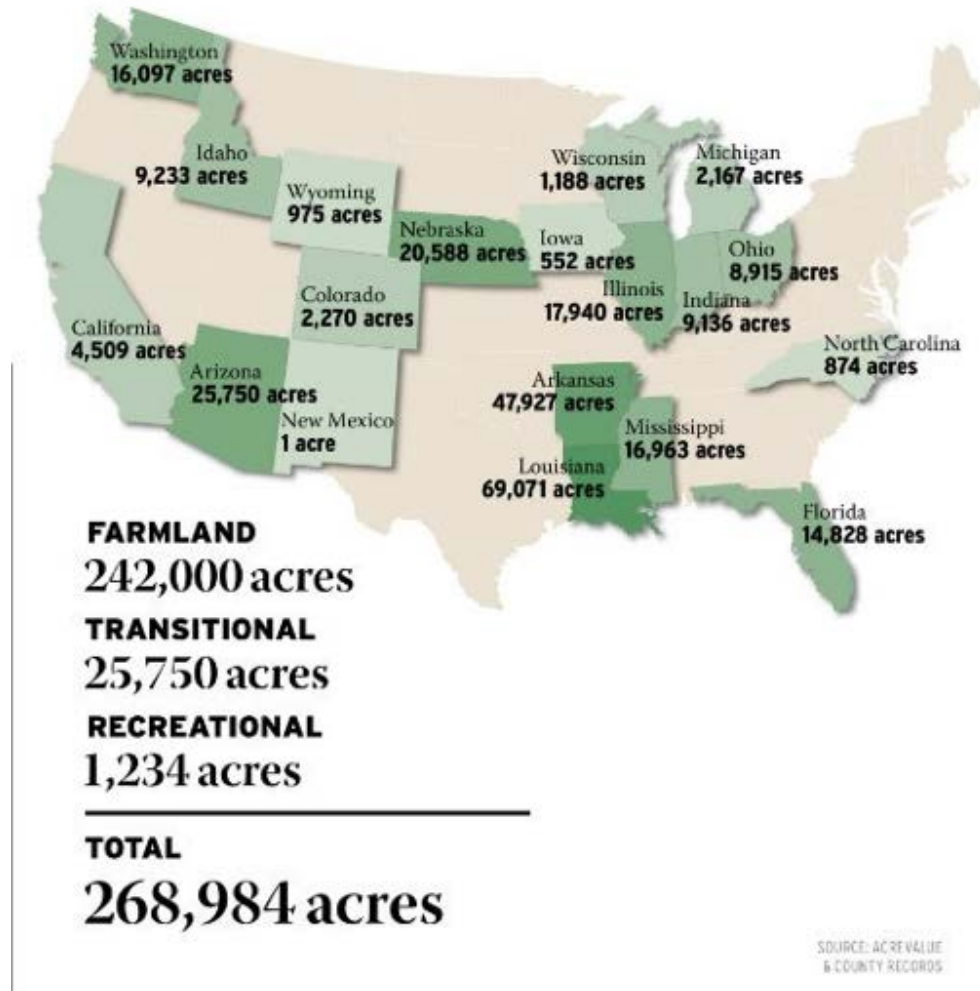 Washington
16,097 acres
Idaho
9,233 acres
Wyoming
975 acres
Nebraska
20,588 acres
Iowa
552 acres
Wisconsin
1,188 acres
Michigan
2,167 acres
Ohio
8,915 acres
Illinois
17,940 acres
Indiana
9,136 acres
Colorado
2,270 acres
California
4,509 acres
Arizona
25,750 acres
New Mexico
1 acre
North Carolina
874 acres
Arkansas
47,927 acres
Mississippi
16,963 acres
Louisiana
69,071 acres
Florida
14,828 acres
FARMLAND
242,000 acres
TRANSITIONAL
25,750 acres
RECREATIONAL
1,234 acres
TOTAL
268,984 acres
SOURCE: ACREVALUE
& COUNTY RECORDS